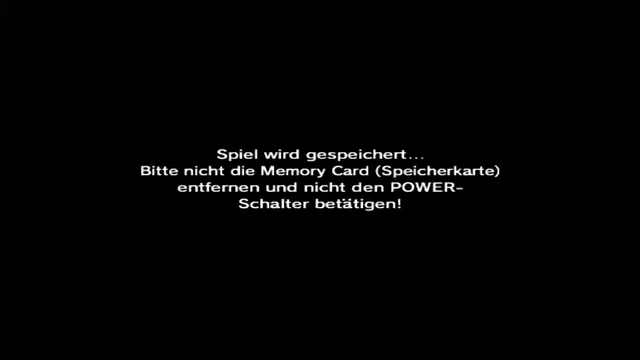 Spiel wird gespeichert...
Bitte nicht die Memory Card (Speicherkarte)
entfernen und nicht den POWER-
Schalter betätigen!